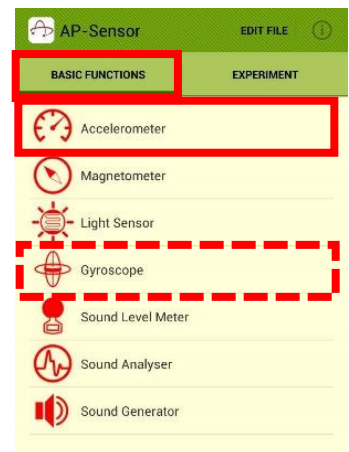 AP-Sensor EDIT FILE
BASIC FUNCTIONS EXPERIMENT
Accelerometer
Magnetometer
Light Sensor
Gyroscope
Sound Level Meter
Sound Analyser
Sound Generator